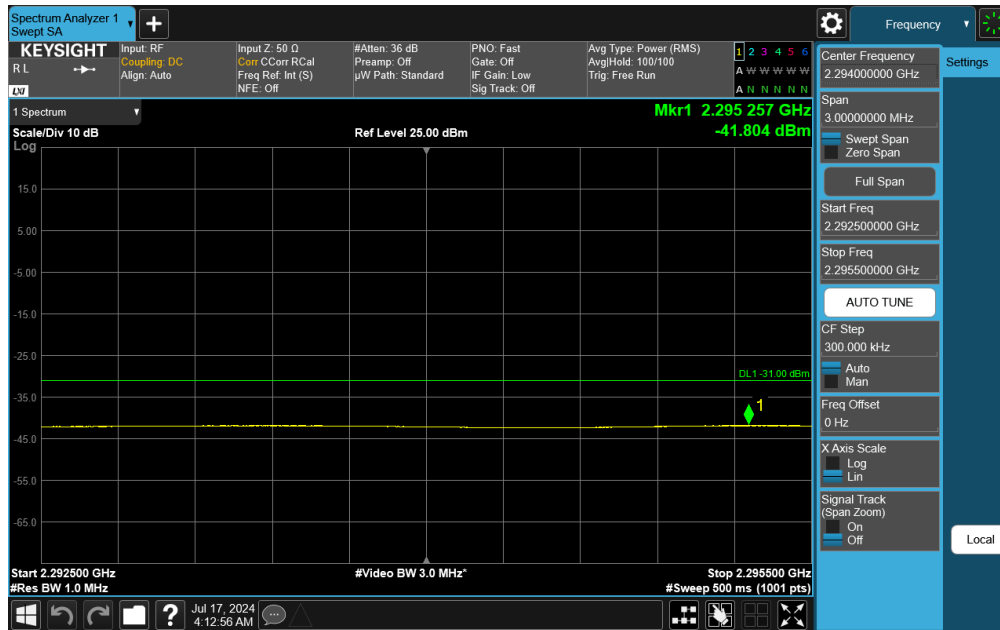 Spectrum Analyzer 1
Swept SA
Frequency
KEYSIGHT
R L
LXI
Input: RF
Coupling: DC
Align: Auto
Input Z: 50 Ω
Corr CCorr RCal
Freq Ref: Int (S)
NFE: Off
#Atten: 36 dB
Preamp: Off
µW Path: Standard
PNO: Fast
Gate: Off
IF Gain: Low
Sig Track: Off
Avg Type: Power (RMS)
Avg|Hold: 100/100
Trig: Free Run
1 2 3 4 5 6
A W W W W W
A N N N N N
1 Spectrum
Mkr1 2.295 257 GHz
Scale/Div 10 dB
Ref Level 25.00 dBm
-41.804 dBm
Log
15.0
5.00
-5.00
-15.0
-25.0
DL1 -31.00 dBm
-35.0
1
-45.0
-55.0
-65.0
Start 2.292500 GHz
#Video BW 3.0 MHz*
Stop 2.295500 GHz
#Res BW 1.0 MHz
#Sweep 500 ms (1001 pts)
Jul 17, 2024
4:12:56 AM
Center Frequency
2.294000000 GHz
Span
3.00000000 MHz
Swept Span
Zero Span
Full Span
Start Freq
2.292500000 GHz
Stop Freq
2.295500000 GHz
AUTO TUNE
CF Step
300.000 kHz
Auto
Man
Freq Offset
0 Hz
X Axis Scale
Log
Lin
Signal Track
(Span Zoom)
On
Off
Settings
Local